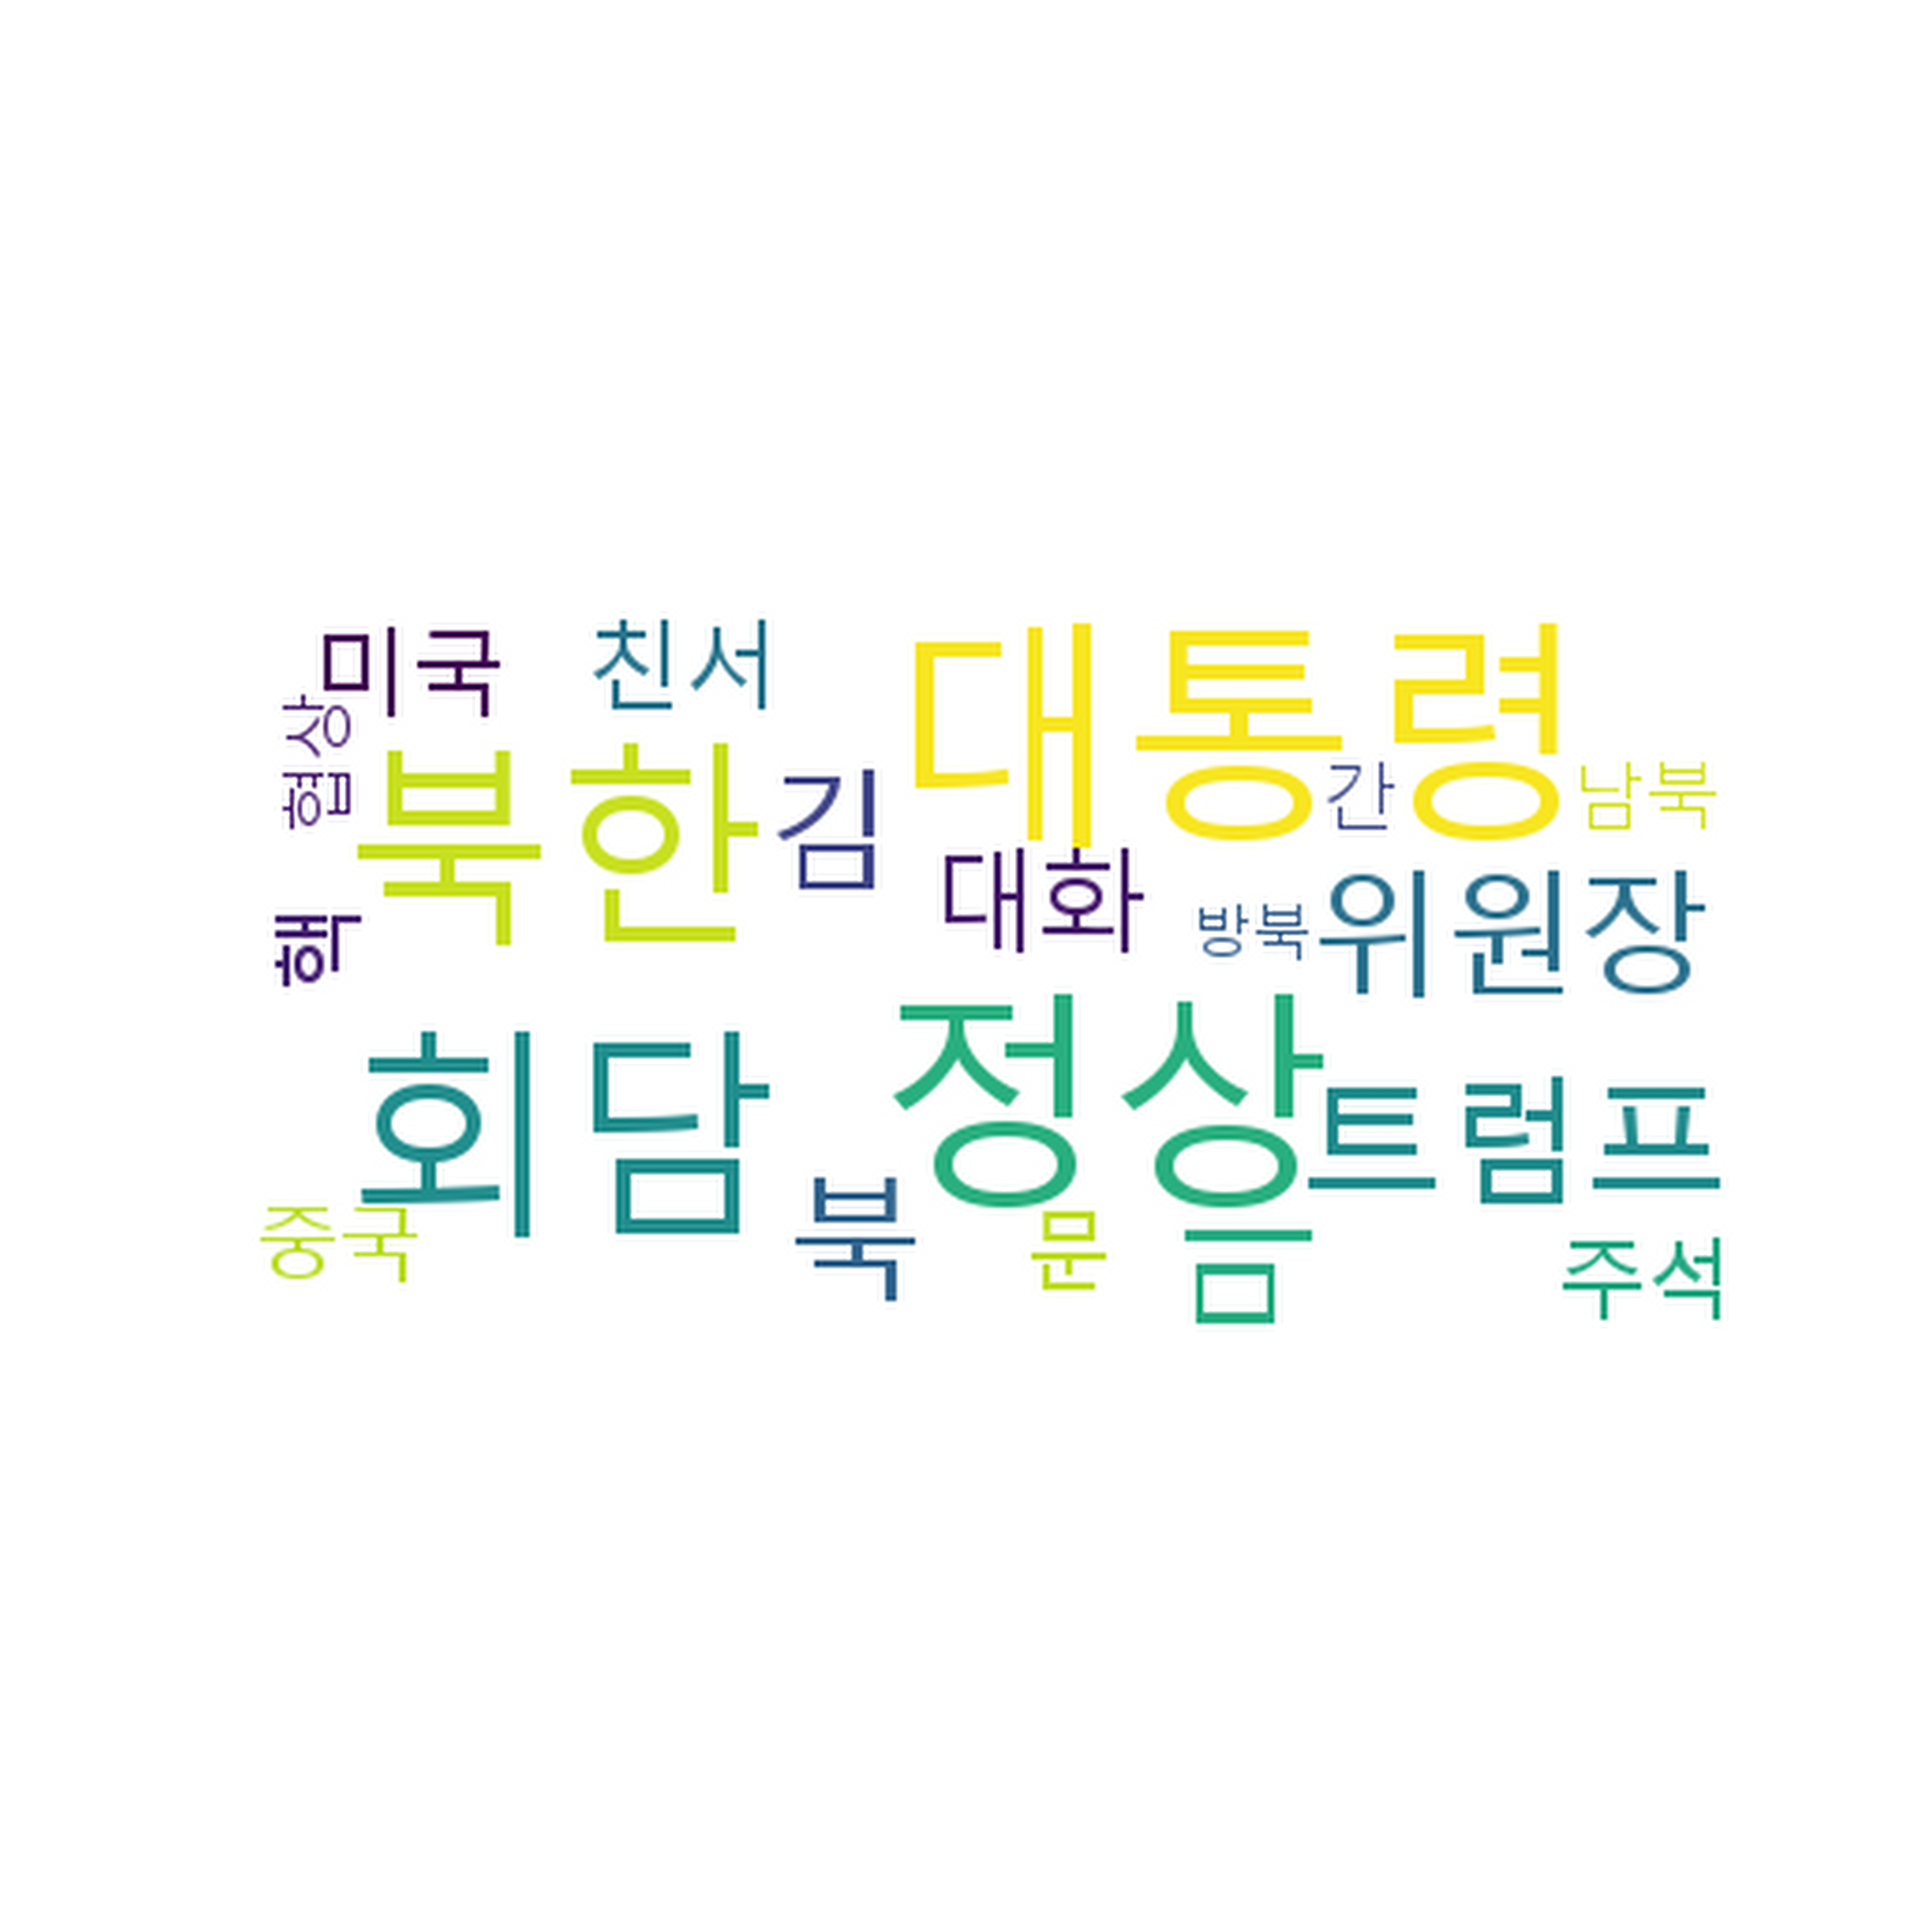 미국
친서
대통령
협상
북한
김
간
남북
대화
방북
위원장
핵
회담
정상
트럼프
중국
북
문
음
주석